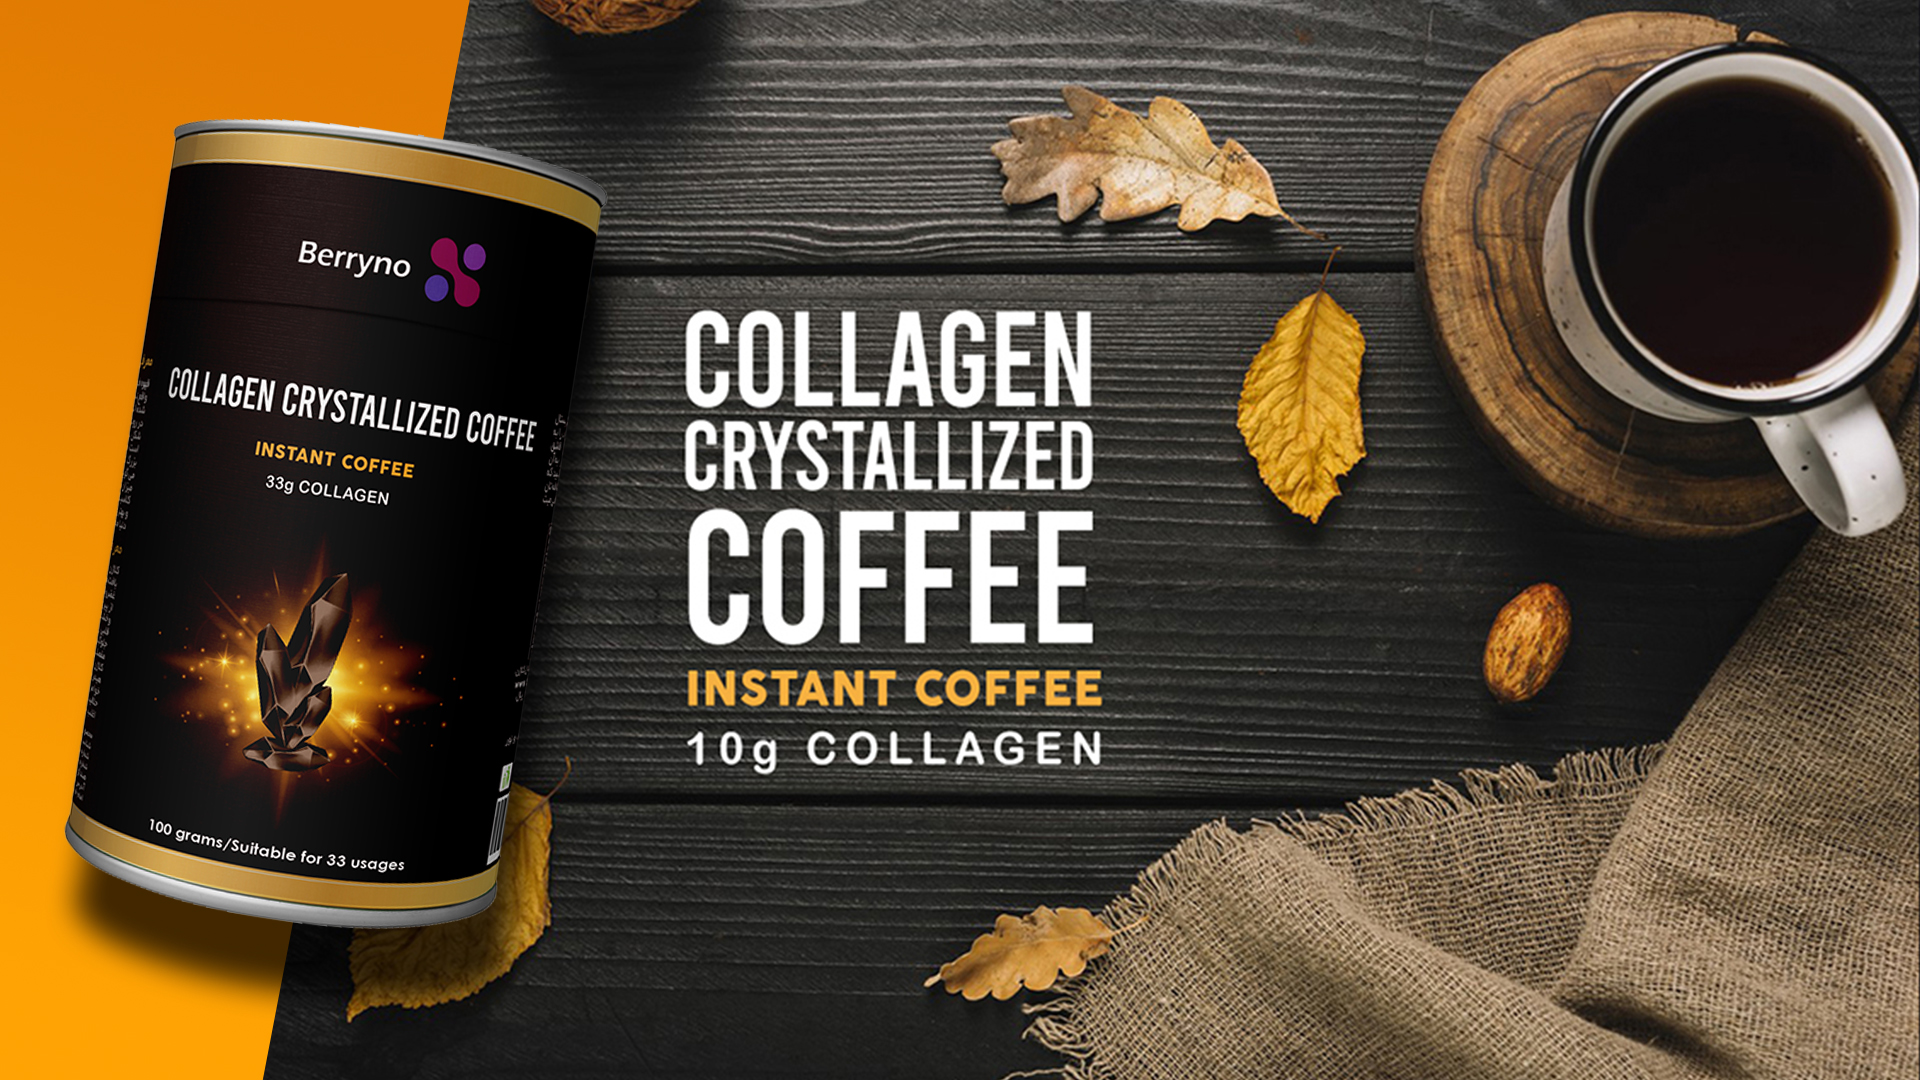 Berryno
COLLAGEN CRYSTALLIZED COFFEE
INSTANT COFFEE
33g COLLAGEN
100 grams/Suitable for 33 usages
COLLAGEN
CRYSTALLIZED
COFFEE
INSTANT COFFEE
10g COLLAGEN